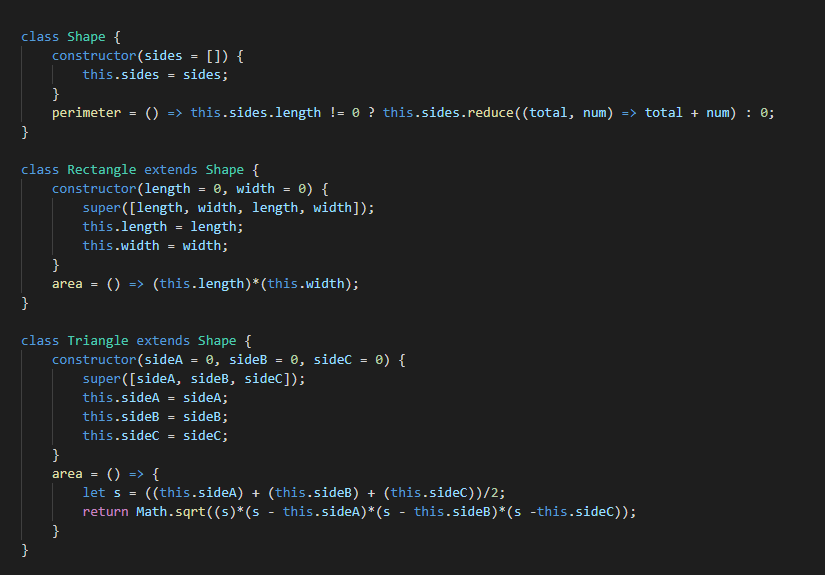 class Shape {
    constructor(sides = []) {
        this.sides = sides;
    }
    perimeter = () => this.sides.length != 0 ? this.sides.reduce((total, num) => total + num) : 0;
}

class Rectangle extends Shape {
    constructor(length = 0, width = 0) {
        super([length, width, length, width]);
        this.length = length;
        this.width = width;
    }
    area = () => (this.length)*(this.width);
}

class Triangle extends Shape {
    constructor(sideA = 0, sideB = 0, sideC = 0) {
        super([sideA, sideB, sideC]);
        this.sideA = sideA;
        this.sideB = sideB;
        this.sideC = sideC;
    }
    area = () => {
        let s = ((this.sideA) + (this.sideB) + (this.sideC))/2;
        return Math.sqrt((s)*(s - this.sideA)*(s - this.sideB)*(s -this.sideC));
    }
}